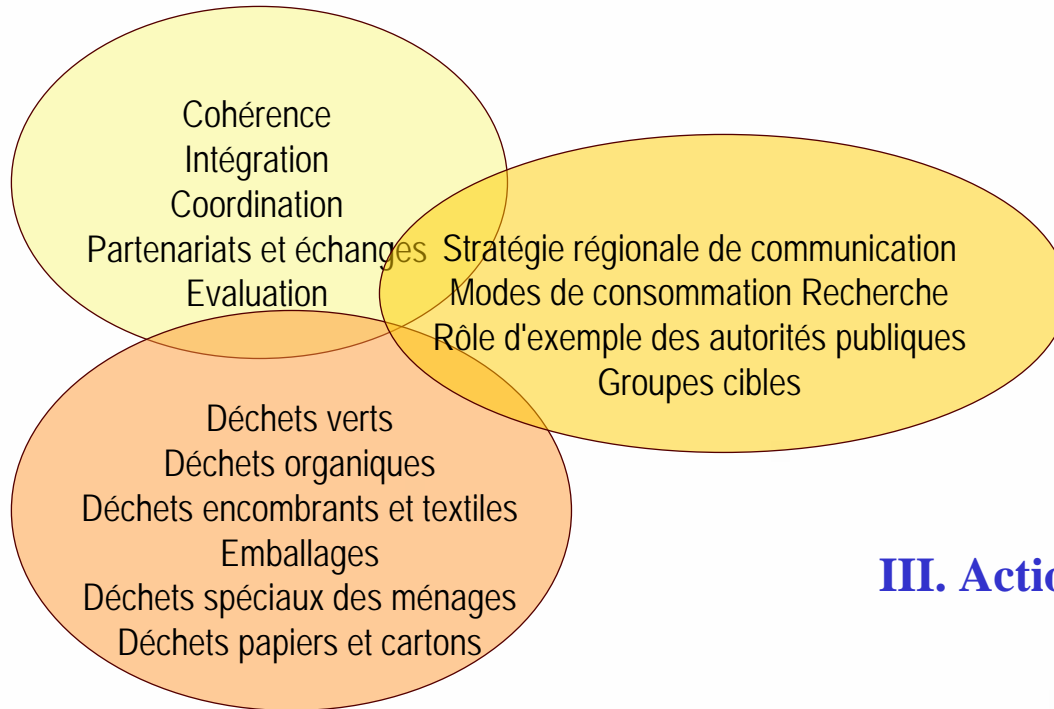 Cohérence
Intégration
Coordination
Partenariats et échanges
Evaluation
Stratégie régionale de communication
Modes de consommation Recherche
Rôle d'exemple des autorités publiques
Groupes cibles
Déchets verts
Déchets organiques
Déchets encombrants et textiles
Emballages
Déchets spéciaux des ménages
Déchets papiers et cartons
III. Actio